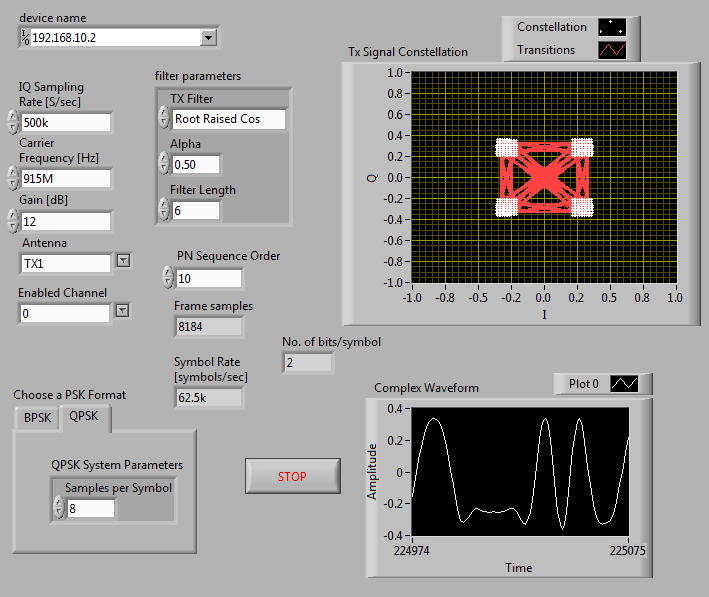 device name
I/O 192.168.10.2
IQ Sampling
Rate [S/sec]
500k
Carrier
Frequency [Hz]
915M
Gain [dB]
12
Antenna
TX1
Enabled Channel
0
filter parameters
TX Filter
Root Raised Cos
Alpha
0.50
Filter Length
6
PN Sequence Order
10
Frame samples
8184
Symbol Rate
[symbols/sec]
62.5k
No. of bits/symbol
2
Constellation
Transitions
Tx Signal Constellation
1.0
0.8
0.6
0.4
0.2
0.0
-0.2
-0.4
-0.6
-0.8
-1.0
Q
-1.0 -0.8 -0.5 -0.2 0.0 0.2 0.5 0.8 1.0
I
Choose a PSK Format
BPSK QPSK
QPSK System Parameters
Samples per Symbol
8
STOP
Plot 0
Complex Waveform
0.4
0.2
0
-0.2
-0.4
Amplitude
224974 225075
Time